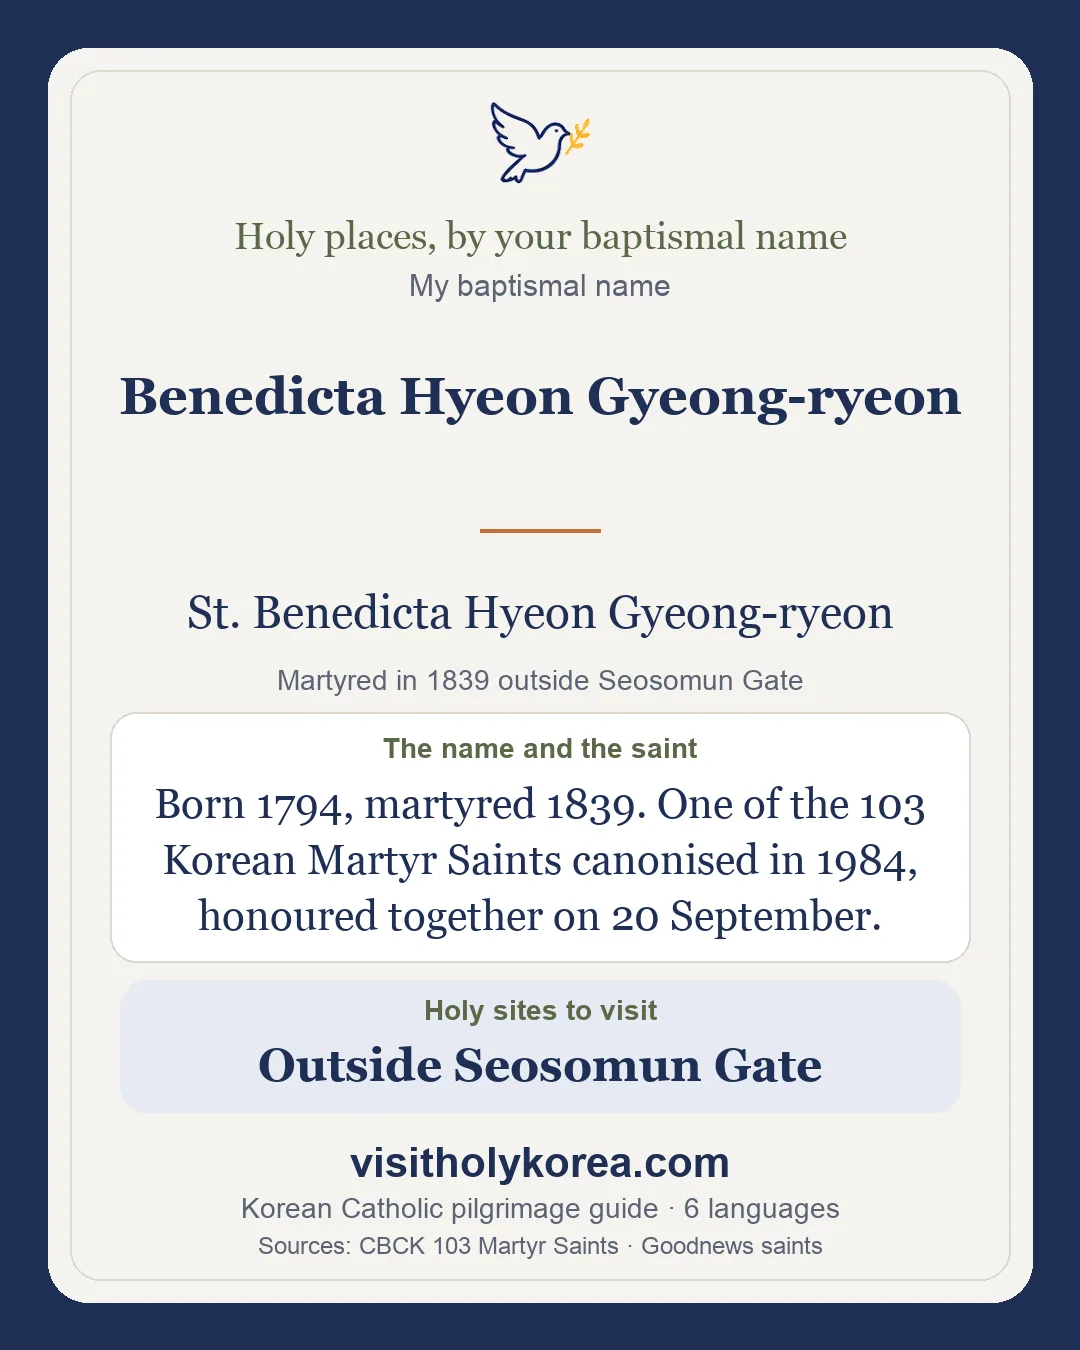 Holy places, by your baptismal name
My baptismal name
Benedicta Hyeon Gyeong-ryeon
St. Benedicta Hyeon Gyeong-ryeon
Martyred in 1839 outside Seosomun Gate
The name and the saint
Born 1794, martyred 1839. One of the 103
Korean Martyr Saints canonised in 1984,
honoured together on 20 September.
Holy sites to visit
Outside Seosomun Gate
visitholykorea.com
Korean Catholic pilgrimage guide · 6 languages
Sources: CBCK 103 Martyr Saints · Goodnews saints